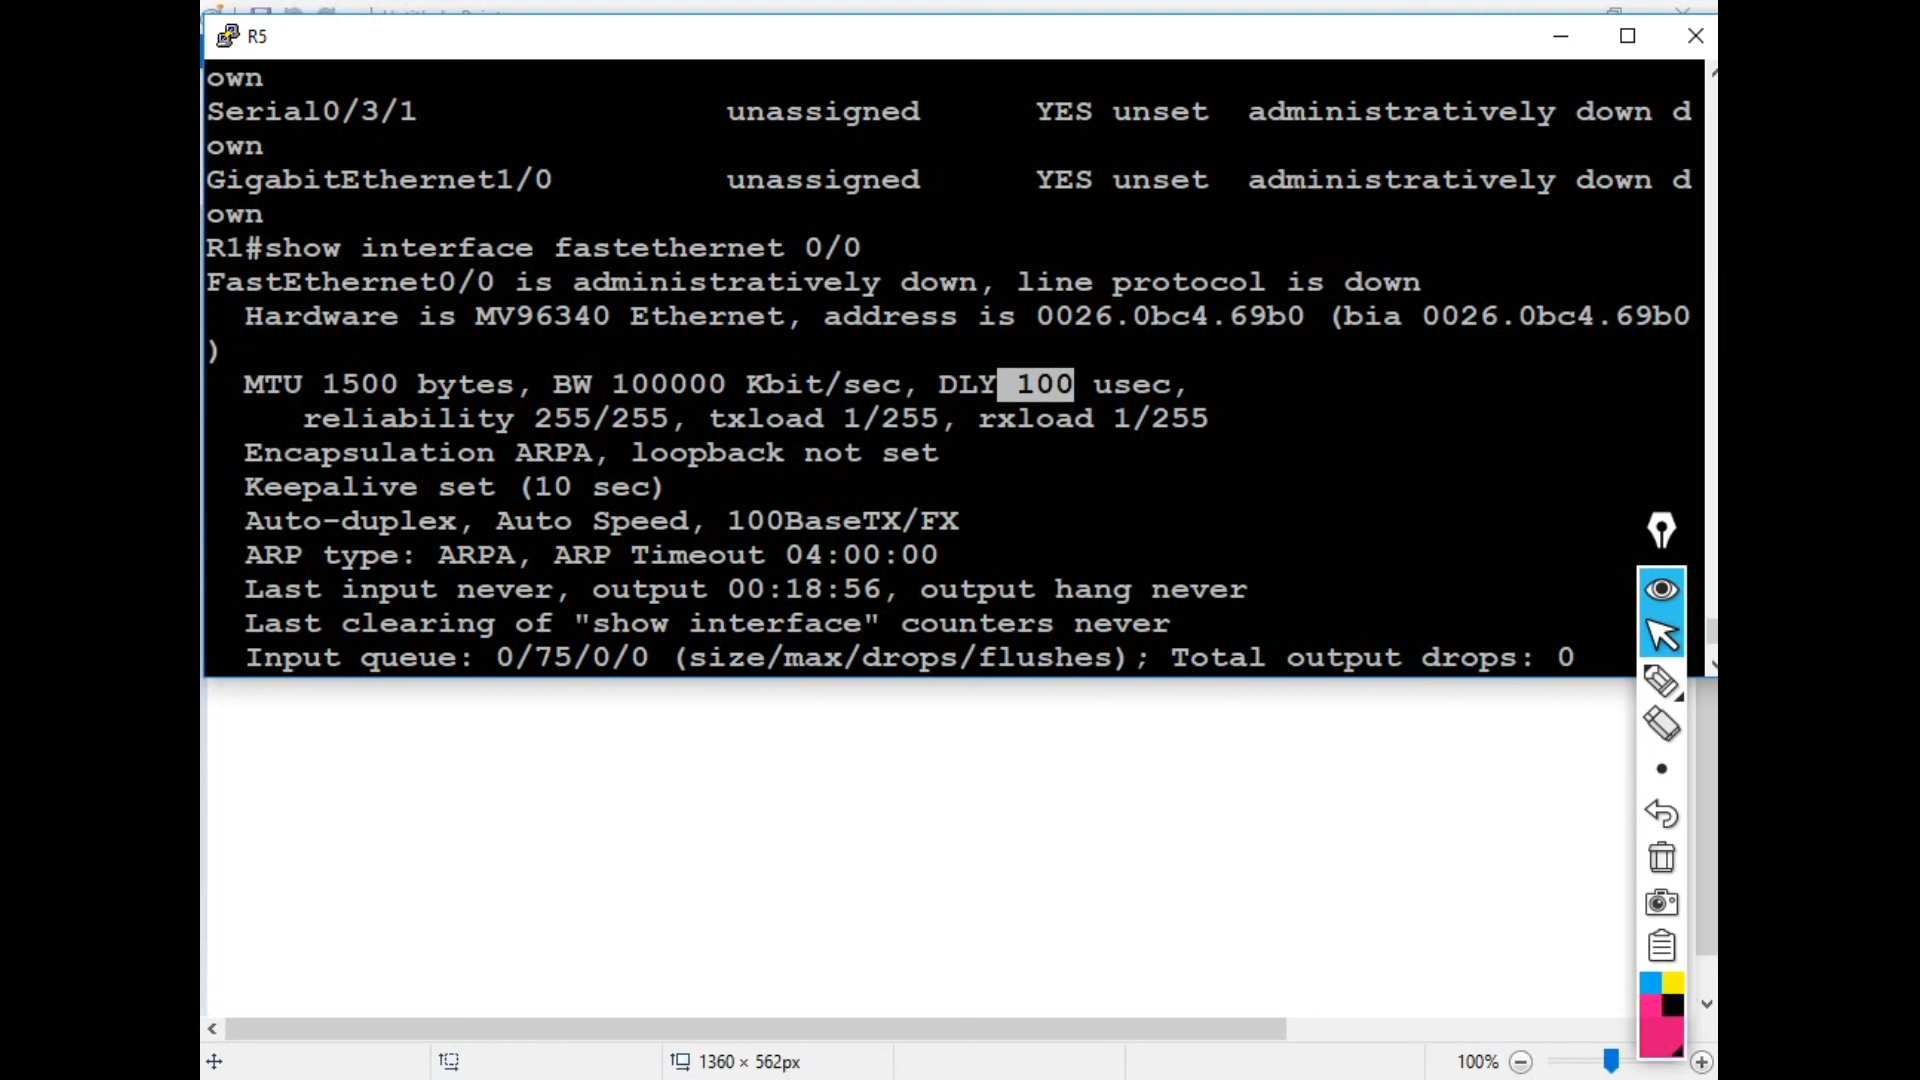 R5
own
Serial0/3/1 unassigned YES unset administratively down d
own
GigabitEthernet1/0 unassigned YES unset administratively down d
own
R1#show interface fastethernet 0/0
FastEthernet0/0 is administratively down, line protocol is down
Hardware is MV96340 Ethernet, address is 0026.0bc4.69b0 (bia 0026.0bc4.69b0
)
MTU 1500 bytes, BW 100000 Kbit/sec, DLY 100 usec,
reliability 255/255, txload 1/255, rxload 1/255
Encapsulation ARPA, loopback not set
Keepalive set (10 sec)
Auto-duplex, Auto Speed, 100BaseTX/FX
ARP type: ARPA, ARP Timeout 04:00:00
Last input never, output 00:18:56, output hang never
Last clearing of "show interface" counters never
Input queue: 0/75/0/0 (size/max/drops/flushes); Total output drops: 0
1360 × 562px
100%